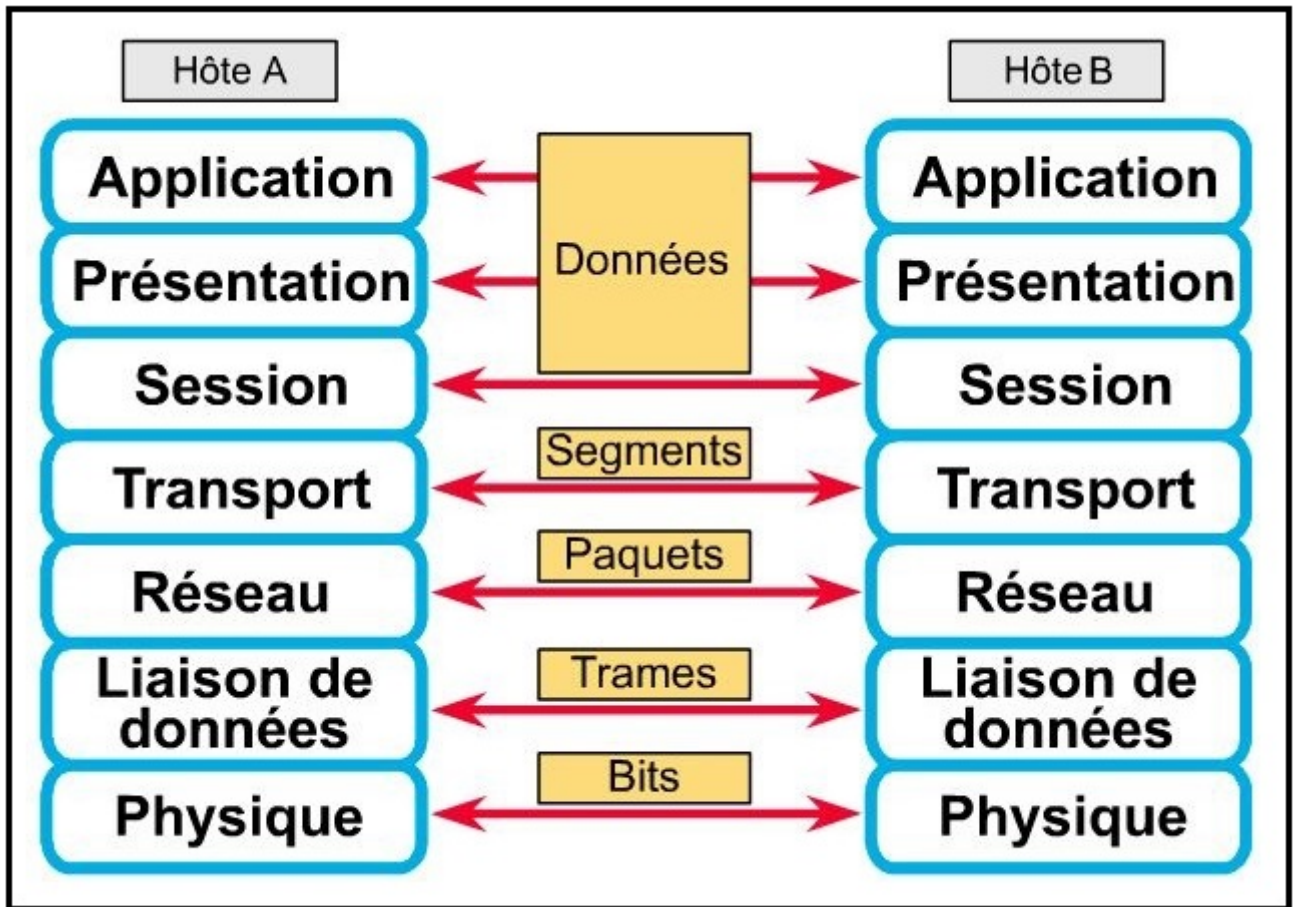 Hôte A
Hôte B
Application
Application
Données
Présentation
Présentation
Session
Session
Segments
Transport
Transport
Paquets
Réseau
Réseau
Trames
Liaison de
données
Liaison de
données
Bits
Physique
Physique